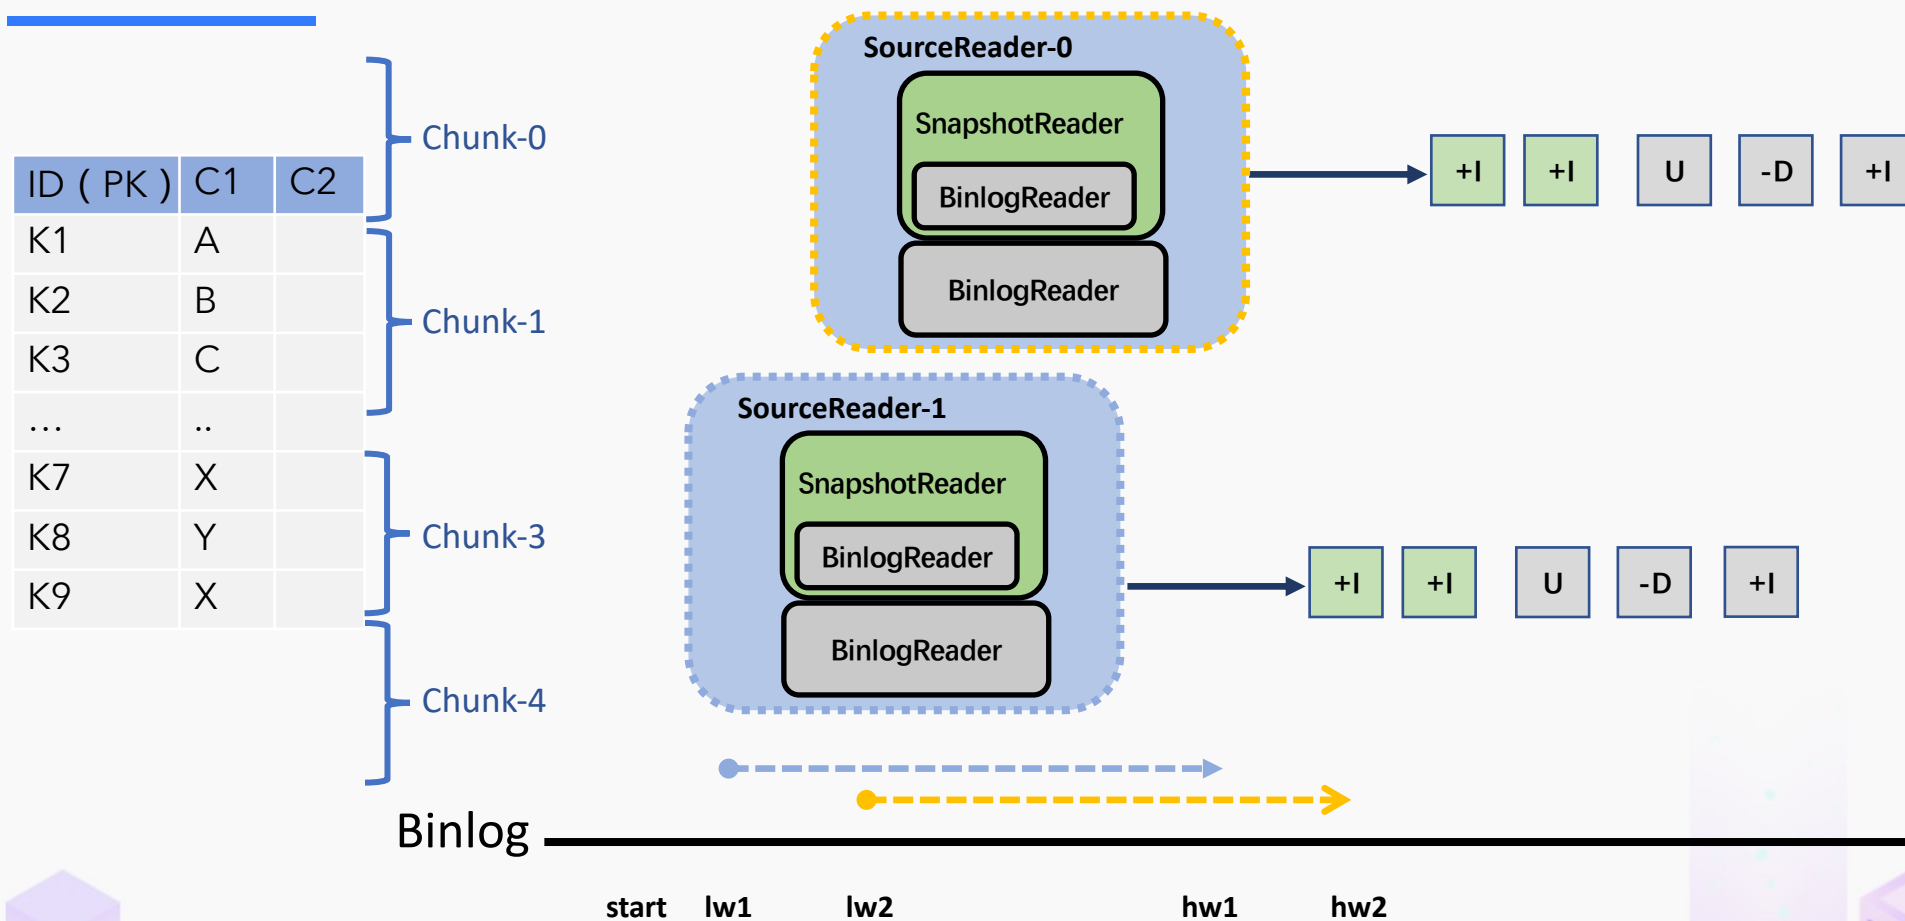 ID ( PK ) C1 C2
K1 A
K2 B
K3 C
... ..
K7 X
K8 Y
K9 X
Chunk-0
Chunk-1
Chunk-3
Chunk-4
SourceReader-0
SnapshotReader
BinlogReader
BinlogReader
+I +I U -D +I
SourceReader-1
SnapshotReader
BinlogReader
BinlogReader
+I +I U -D +I
Binlog
start lw1 lw2 hw1 hw2